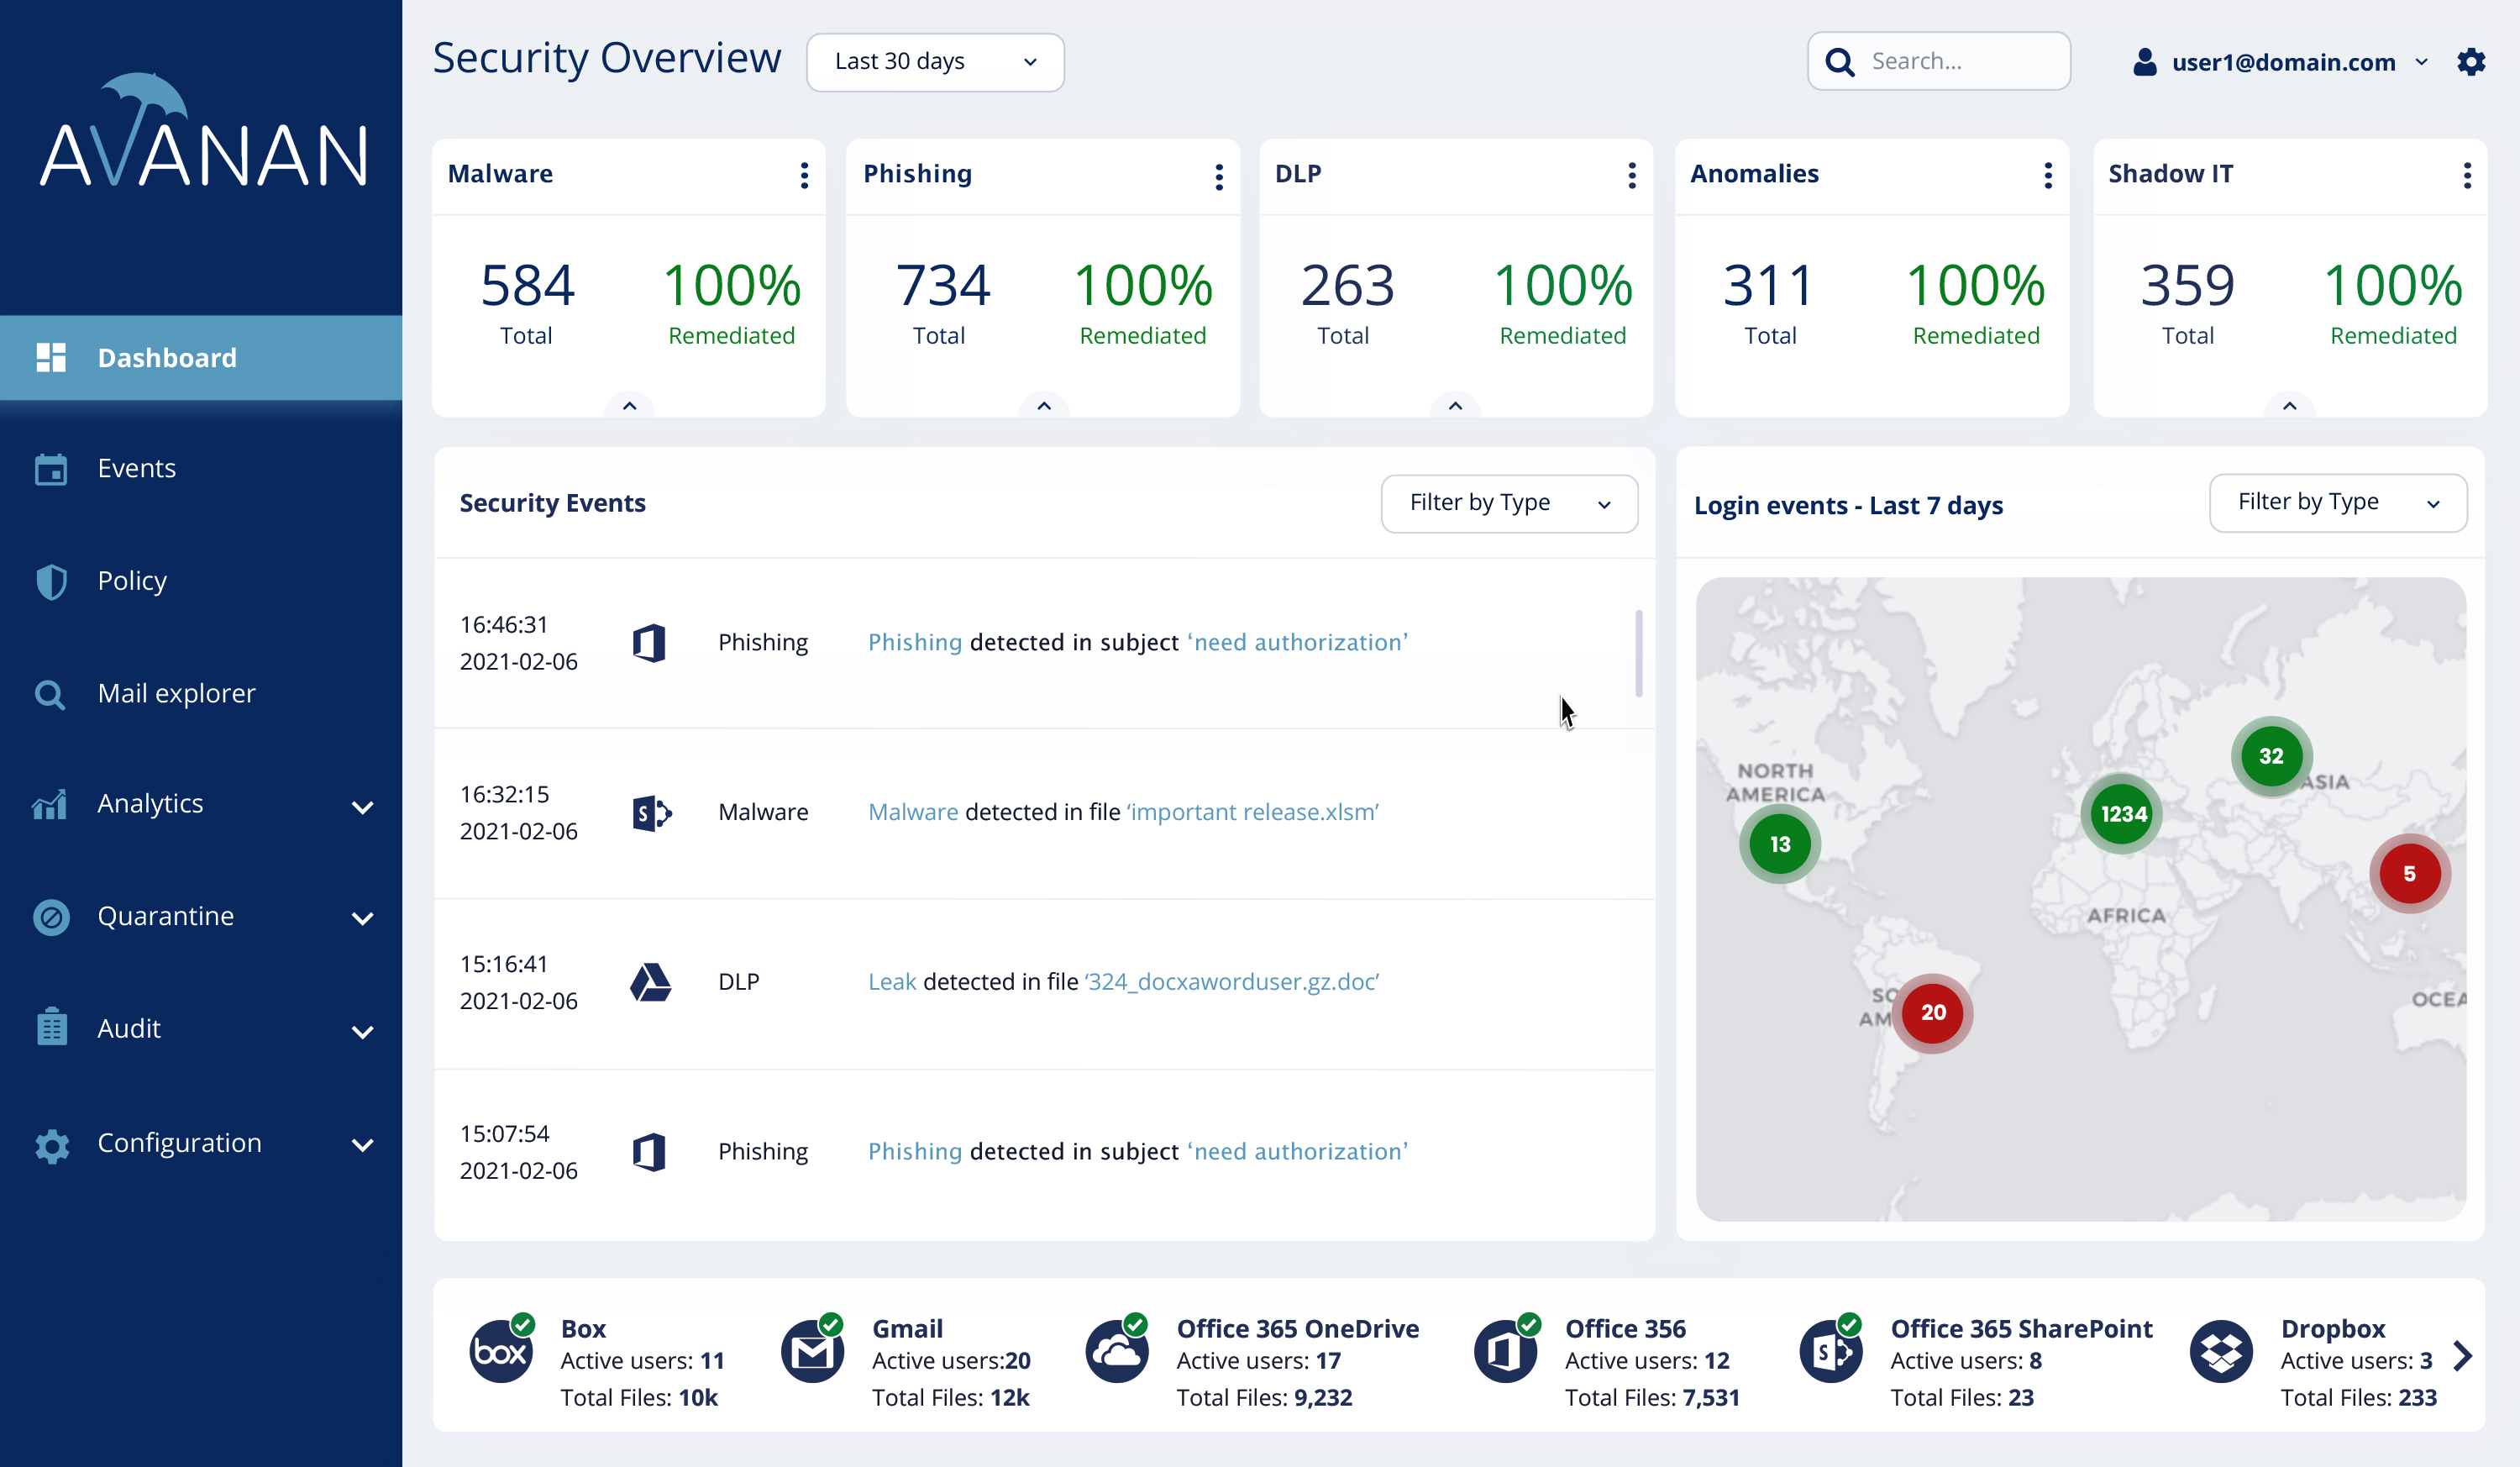 AVANAN
Dashboard
Events
Policy
Mail explorer
Analytics
Quarantine
Audit
Configuration
Security Overview
Last 30 days
Search...
user1@domain.com
Malware
584
Total
100%
Remediated
Phishing
734
Total
100%
Remediated
DLP
263
Total
100%
Remediated
Anomalies
311
Total
100%
Remediated
Shadow IT
359
Total
100%
Remediated
Security Events
Filter by Type
16:46:31
2021-02-06
Phishing
Phishing detected in subject ‘need authorization’
16:32:15
2021-02-06
S
Malware
Malware detected in file ‘important release.xlsm’
15:16:41
2021-02-06
DLP
Leak detected in file ‘324_docxaworduser.gz.doc’
15:07:54
2021-02-06
Phishing
Phishing detected in subject ‘need authorization’
Login events - Last 7 days
Filter by Type
NORTH
AMERICA
13
32
ASIA
1234
5
AFRICA
SO
AM
20
OCEA
box
Box
Active users: 11
Total Files: 10k
Gmail
Active users:20
Total Files: 12k
Office 365 OneDrive
Active users: 17
Total Files: 9,232
Office 356
Active users: 12
Total Files: 7,531
S
Office 365 SharePoint
Active users: 8
Total Files: 23
Dropbox
Active users: 3
Total Files: 233